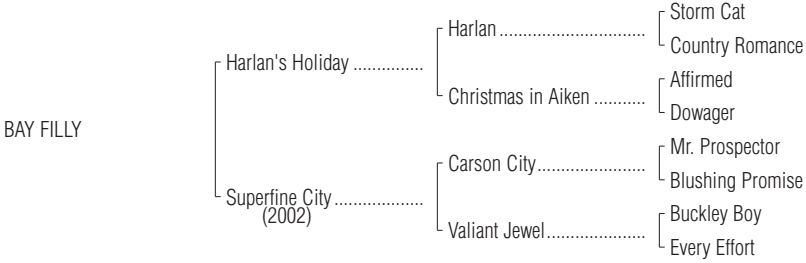 BAY FILLY
Harlan's Holiday ...............
Superfine City ...................
(2002)
Harlan ...............................
Christmas in Aiken ...........
Carson City.......................
Valiant Jewel.....................
Storm Cat
Country Romance
Affirmed
Dowager
Mr. Prospector
Blushing Promise
Buckley Boy
Every Effort